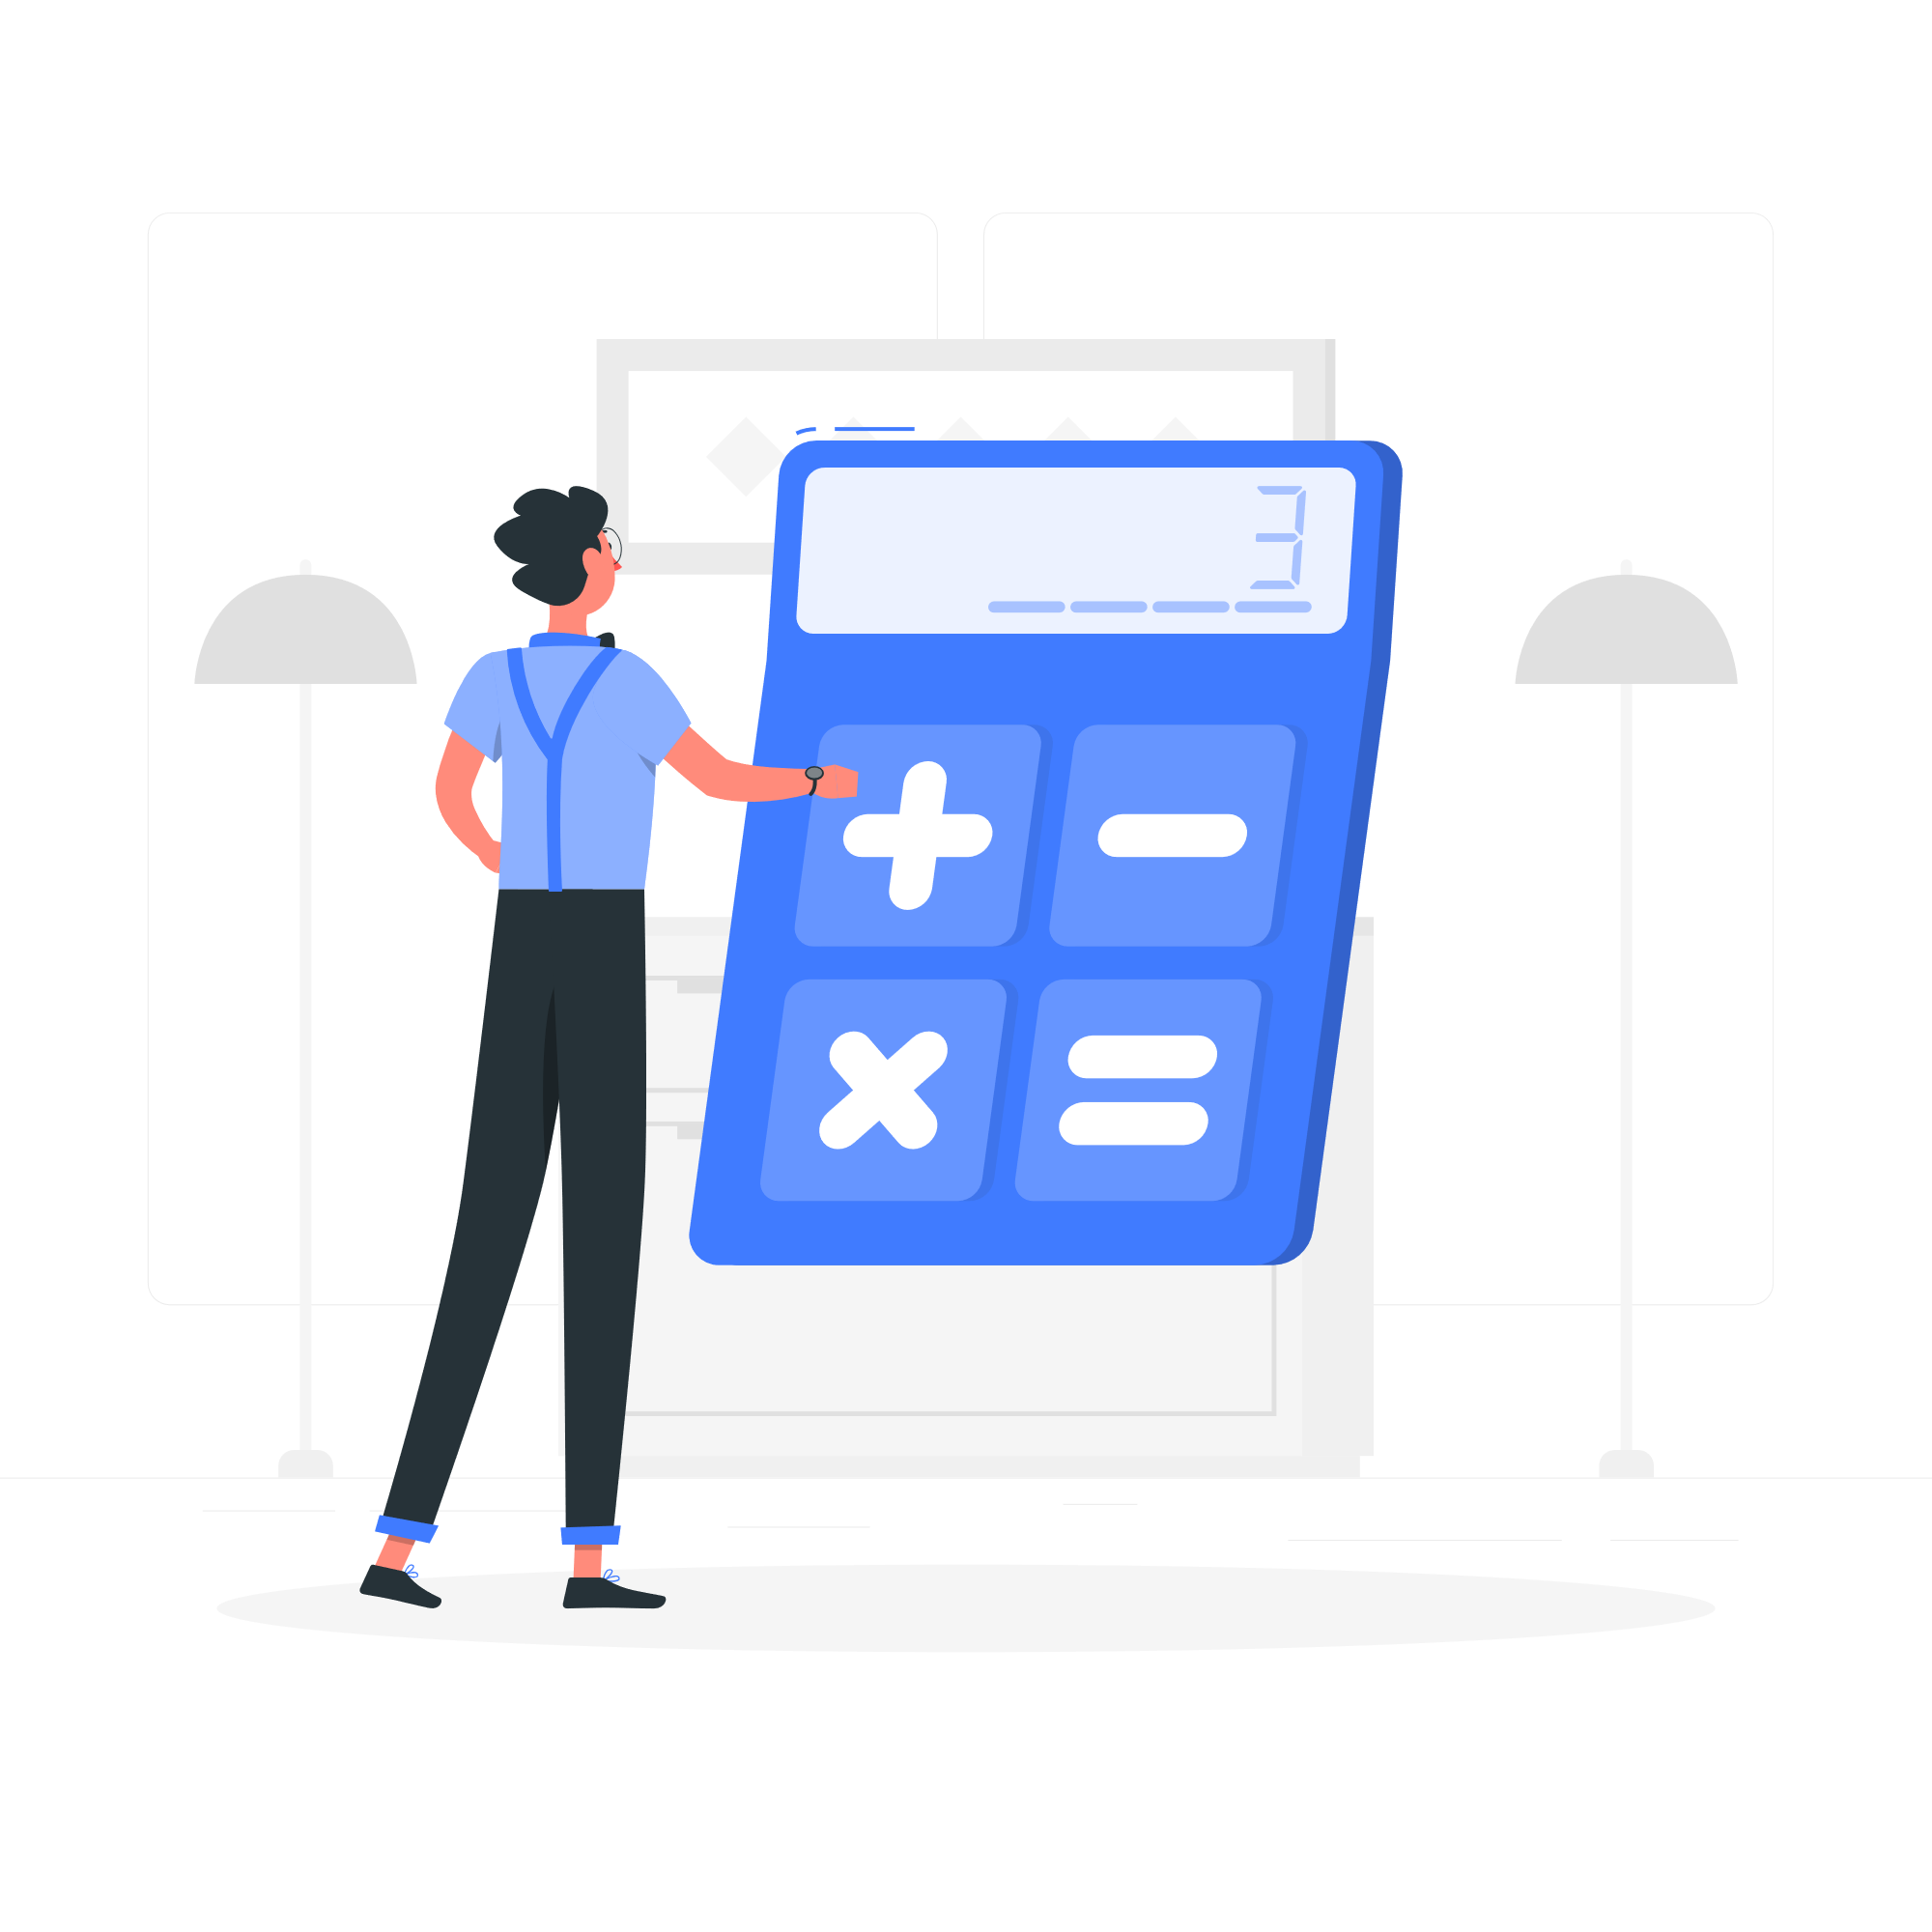 3
+ −
× =